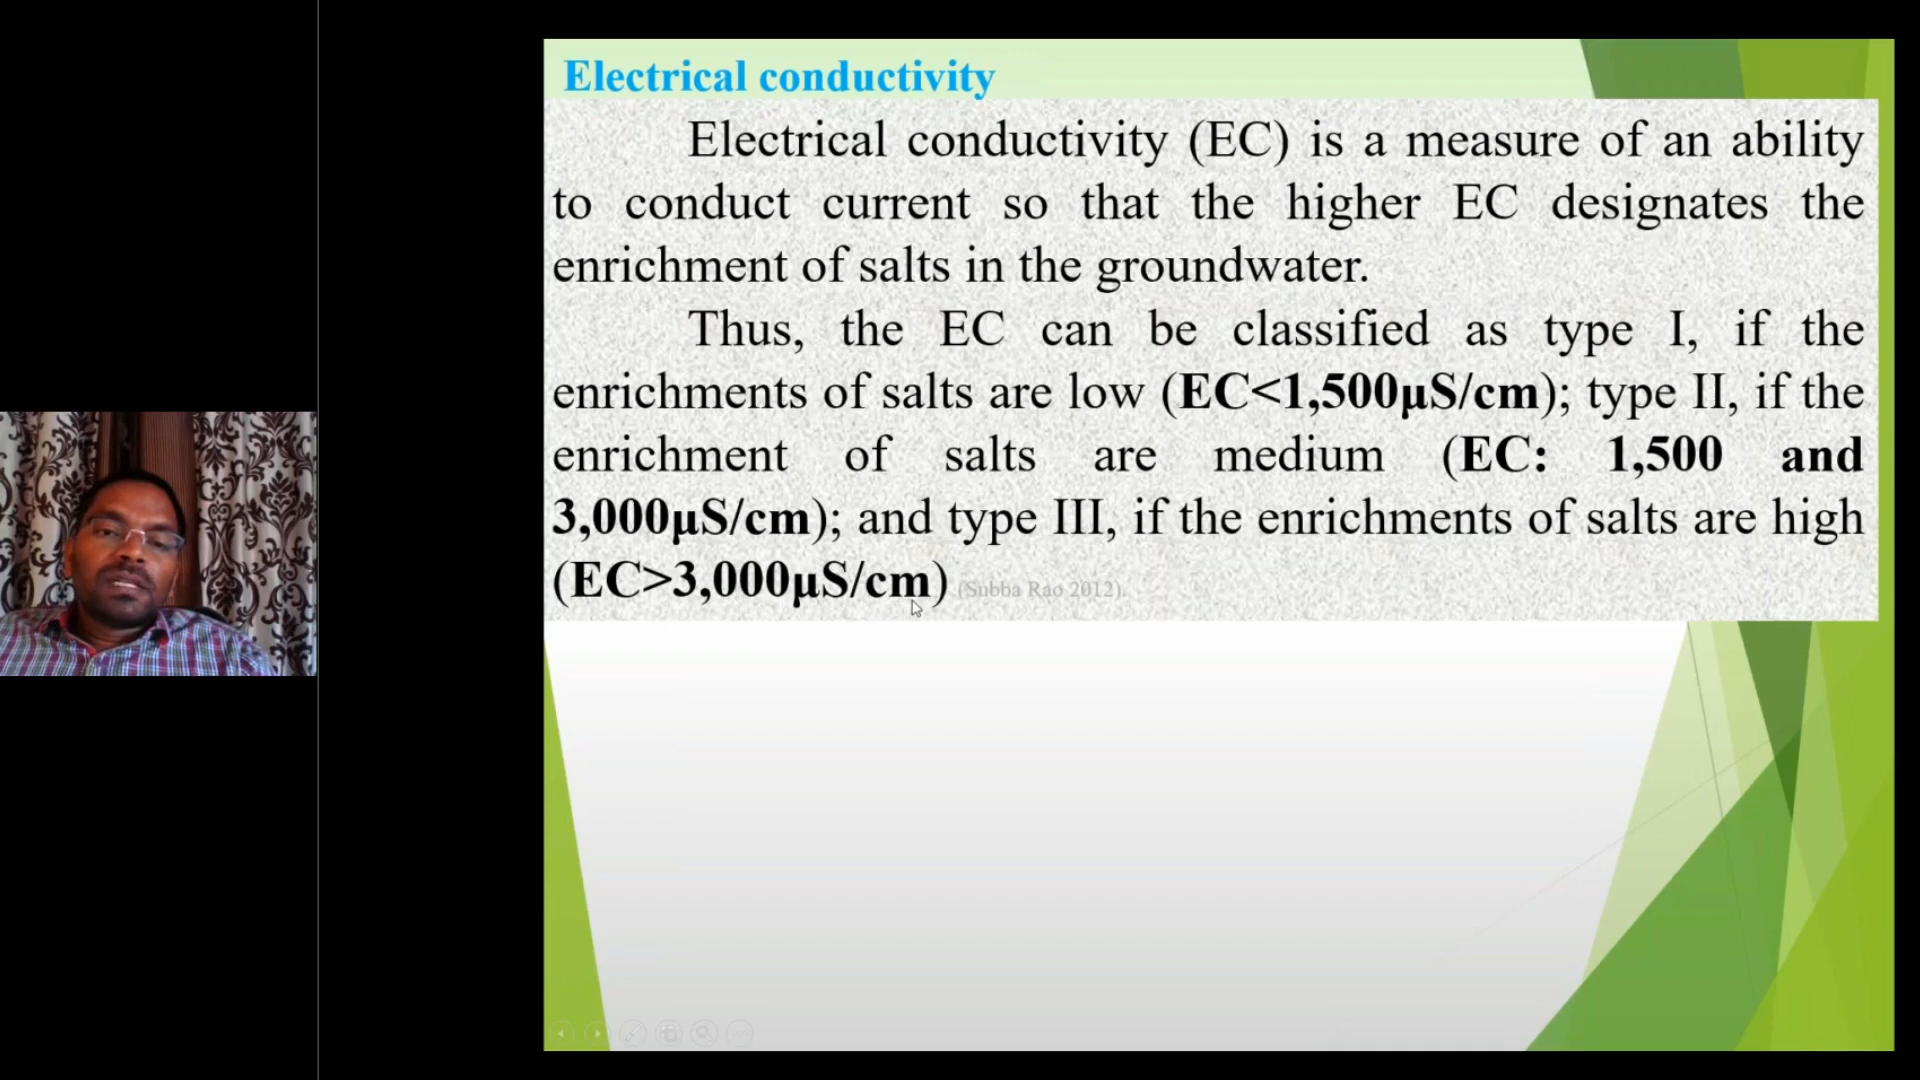 Electrical conductivity
Electrical conductivity (EC) is a measure of an ability
to conduct current so that the higher EC designates the
enrichment of salts in the groundwater.
Thus, the EC can be classified as type I, if the
enrichments of salts are low (EC<1,500µS/cm); type II, if the
enrichment of salts are medium (EC: 1,500 and
3,000µS/cm); and type III, if the enrichments of salts are high
(EC>3,000µS/cm) (Subba Rao 2012).